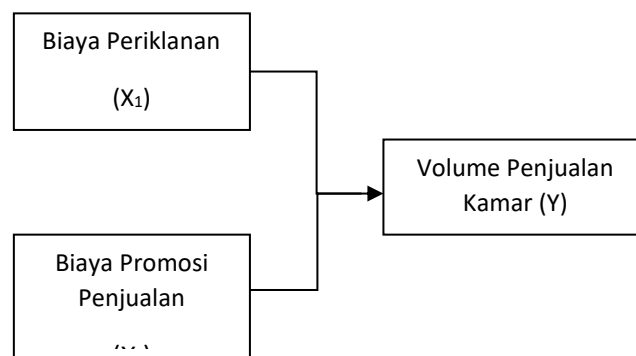 Biaya Periklanan
(X₁)
Volume Penjualan
Kamar (Y)
Biaya Promosi
Penjualan